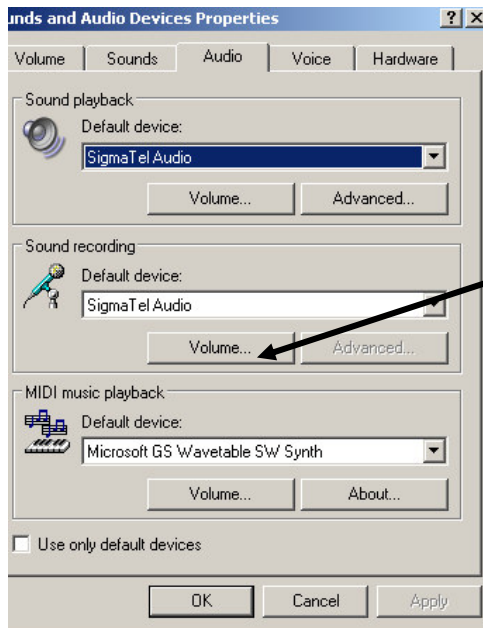 unds and Audio Devices Properties ? X
Volume Sounds Audio Voice Hardware
Sound playback
Default device:
SigmaTel Audio
Volume... Advanced...
Sound recording
Default device:
SigmaTel Audio
Volume... Advanced...
MIDI music playback
Default device:
Microsoft GS Wavetable SW Synth
Volume... About...
Use only default devices
OK Cancel Apply